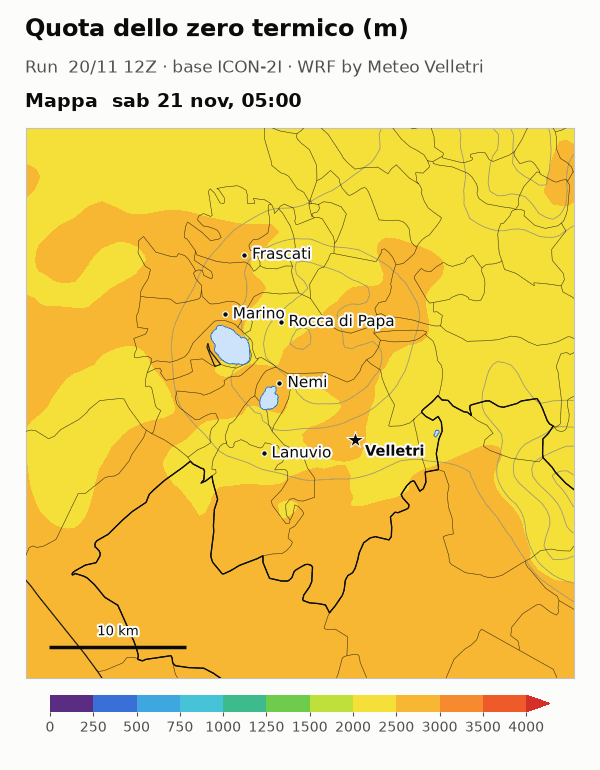 Quota dello zero termico (m)
Run  20/11 12Z · base ICON-2I · WRF by Meteo Velletri
Mappa  sab 21 nov, 05:00
Frascati
Marino
Rocca di Papa
Nemi
Velletri
Lanuvio
10 km
0 250 500 750 1000 1250 1500 2000 2500 3000 3500 4000